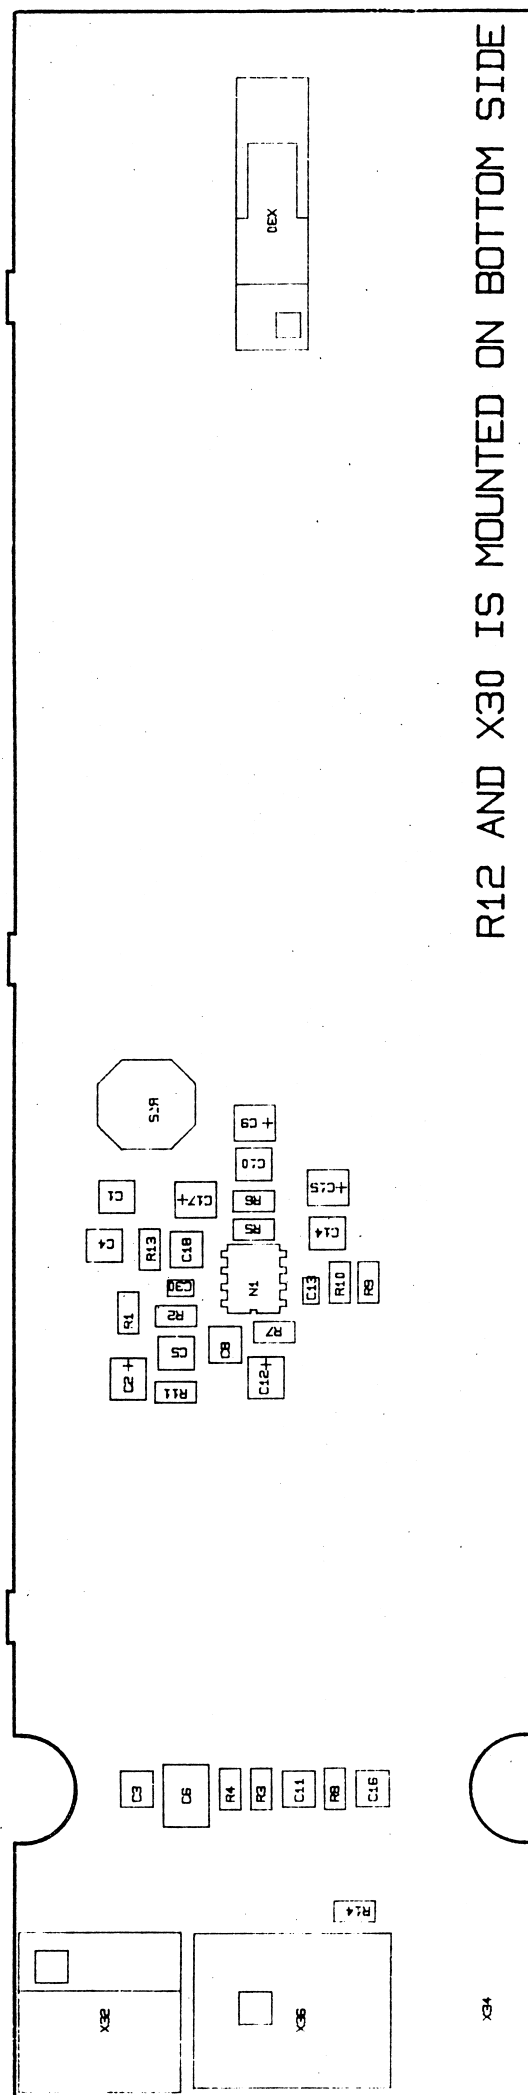 R12 AND X30 IS MOUNTED ON BOTTOM SIDE
X30
R12
C9 +
C10
C1
C17 +
R6
C15 +
R5
C4
R13
C18
C14
C30
N1
C13
R10
R9
R1
R2
R7
C5
C8
C2 +
C12 +
R11
C3
C6
R4
R3
C11
R8
C16
R14
X32
X36
X34